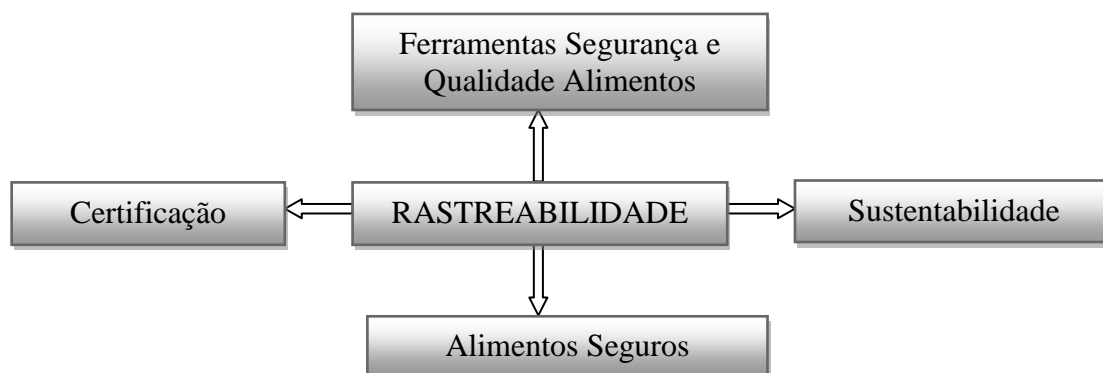 Ferramentas Segurança e
Qualidade Alimentos
Certificação
RASTREABILIDADE
Sustentabilidade
Alimentos Seguros